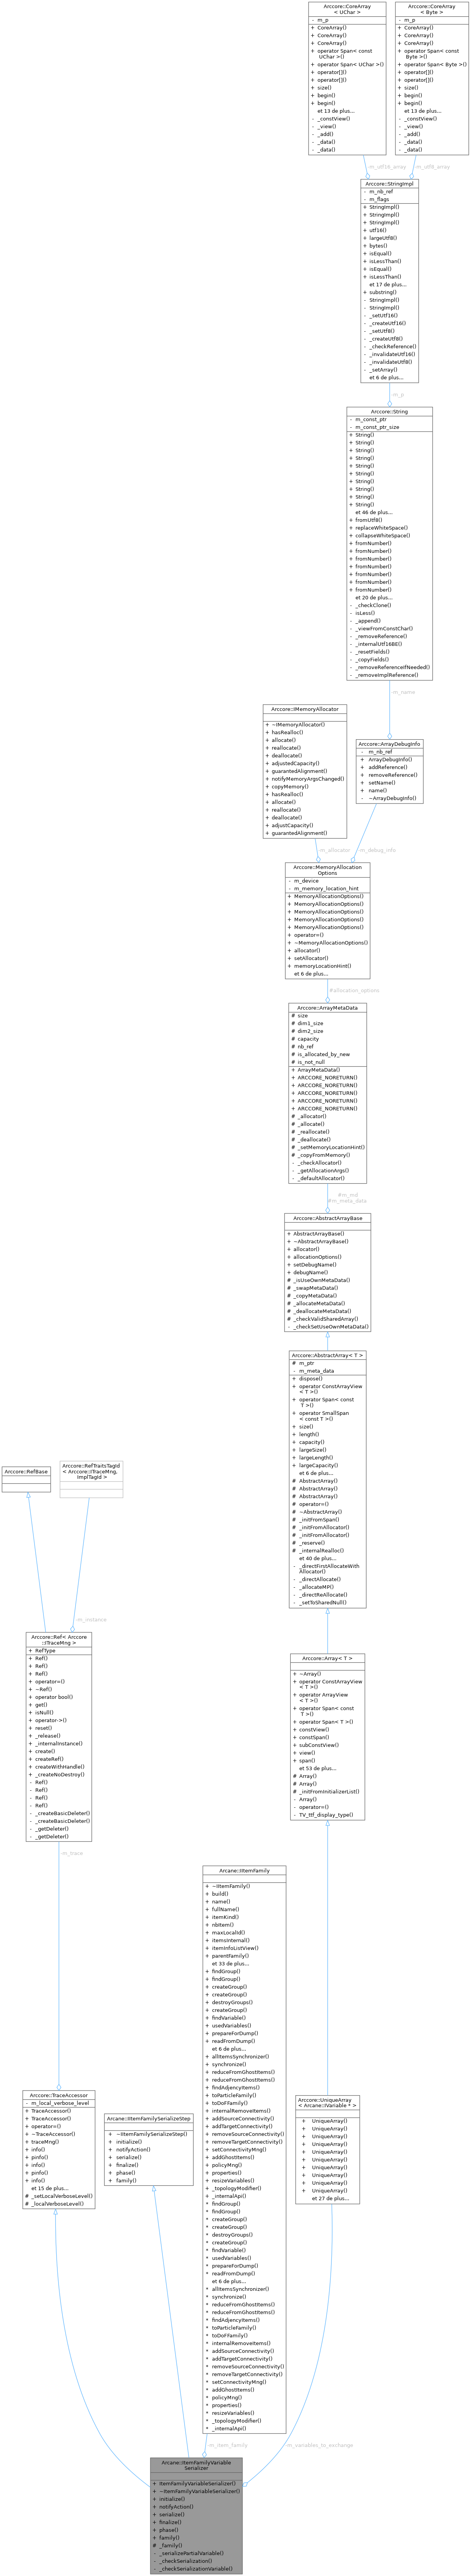 Arccore::CoreArray
< UChar >
- m_p
+ CoreArray()
+ CoreArray()
+ CoreArray()
+ operator Span< const
UChar >()
+ operator Span< UChar >()
+ operator[]()
+ operator[]()
+ size()
+ begin()
+ begin()
et 13 de plus...
- _constView()
- _view()
- _add()
- _data()
- _data()
Arccore::CoreArray
< Byte >
- m_p
+ CoreArray()
+ CoreArray()
+ CoreArray()
+ operator Span< const
Byte >()
+ operator Span< Byte >()
+ operator[]()
+ operator[]()
+ size()
+ begin()
+ begin()
et 13 de plus...
- _constView()
- _view()
- _add()
- _data()
- _data()
-m_utf16_array
-m_utf8_array
Arccore::StringImpl
- m_nb_ref
- m_flags
+ StringImpl()
+ StringImpl()
+ StringImpl()
+ utf16()
+ largeUtf8()
+ bytes()
+ isEqual()
+ isLessThan()
+ isEqual()
+ isLessThan()
et 17 de plus...
+ substring()
- StringImpl()
- StringImpl()
- _setUtf16()
- _createUtf16()
- _setUtf8()
- _createUtf8()
- _checkReference()
- _invalidateUtf16()
- _invalidateUtf8()
- _setArray()
et 6 de plus...
-m_p
Arccore::String
- m_const_ptr
- m_const_ptr_size
+ String()
+ String()
+ String()
+ String()
+ String()
+ String()
+ String()
+ String()
+ String()
+ String()
et 46 de plus...
+ fromUtf8()
+ replaceWhiteSpace()
+ collapseWhiteSpace()
+ fromNumber()
+ fromNumber()
+ fromNumber()
+ fromNumber()
+ fromNumber()
+ fromNumber()
+ fromNumber()
et 20 de plus...
- _checkClone()
- isLess()
- _append()
- _viewFromConstChar()
- _removeReference()
- _internalUtf16BE()
- _resetFields()
- _copyFields()
- _removeReferenceIfNeeded()
- _removeImplReference()
-m_name
Arccore::IMemoryAllocator
+ ~IMemoryAllocator()
+ hasRealloc()
+ allocate()
+ reallocate()
+ deallocate()
+ adjustedCapacity()
+ guarantedAlignment()
+ notifyMemoryArgsChanged()
+ copyMemory()
+ hasRealloc()
+ allocate()
+ reallocate()
+ deallocate()
+ adjustCapacity()
+ guarantedAlignment()
Arccore::ArrayDebugInfo
- m_nb_ref
+ ArrayDebugInfo()
+ addReference()
+ removeReference()
+ setName()
+ name()
- ~ArrayDebugInfo()
-m_allocator
-m_debug_info
Arccore::MemoryAllocation
Options
- m_device
- m_memory_location_hint
+ MemoryAllocationOptions()
+ MemoryAllocationOptions()
+ MemoryAllocationOptions()
+ MemoryAllocationOptions()
+ MemoryAllocationOptions()
+ operator=()
+ ~MemoryAllocationOptions()
+ allocator()
+ setAllocator()
+ memoryLocationHint()
et 6 de plus...
#allocation_options
Arccore::ArrayMetaData
# size
# dim1_size
# dim2_size
# capacity
# nb_ref
# is_allocated_by_new
# is_not_null
+ ArrayMetaData()
+ ARCCORE_NORETURN()
+ ARCCORE_NORETURN()
+ ARCCORE_NORETURN()
+ ARCCORE_NORETURN()
+ ARCCORE_NORETURN()
# _allocator()
# _allocate()
# _reallocate()
# _deallocate()
# _setMemoryLocationHint()
# _copyFromMemory()
- _checkAllocator()
- _getAllocationArgs()
- _defaultAllocator()
#m_md
#m_meta_data
Arccore::AbstractArrayBase
+ AbstractArrayBase()
+ ~AbstractArrayBase()
+ allocator()
+ allocationOptions()
+ setDebugName()
+ debugName()
# _isUseOwnMetaData()
# _swapMetaData()
# _copyMetaData()
# _allocateMetaData()
# _deallocateMetaData()
# _checkValidSharedArray()
- _checkSetUseOwnMetaData()
Arccore::AbstractArray< T >
# m_ptr
- m_meta_data
+ dispose()
+ operator ConstArrayView
< T >()
+ operator Span< const
T >()
+ operator SmallSpan
< const T >()
+ size()
+ length()
+ capacity()
+ largeSize()
+ largeLength()
+ largeCapacity()
et 6 de plus...
# AbstractArray()
# AbstractArray()
# AbstractArray()
# operator=()
# ~AbstractArray()
# _initFromSpan()
# _initFromAllocator()
# _initFromAllocator()
# _reserve()
# _internalRealloc()
et 40 de plus...
- _directFirstAllocateWith
Allocator()
- _directAllocate()
- _allocateMP()
- _directReAllocate()
- _setToSharedNull()
Arccore::RefBase
Arccore::RefTraitsTagId
< Arccore::ITraceMng,
ImplTagId >
-m_instance
Arccore::Ref< Arccore
::ITraceMng >
+ RefType
+ Ref()
+ Ref()
+ Ref()
+ operator=()
+ ~Ref()
+ operator bool()
+ get()
+ isNull()
+ operator->()
+ reset()
+ _release()
+ _internalInstance()
+ create()
+ createRef()
+ createWithHandle()
+ _createNoDestroy()
- Ref()
- Ref()
- Ref()
- Ref()
- _createBasicDeleter()
- _createBasicDeleter()
- _getDeleter()
- _getDeleter()
Arccore::Array< T >
+ ~Array()
+ operator ConstArrayView
< T >()
+ operator ArrayView
< T >()
+ operator Span< const
T >()
+ operator Span< T >()
+ constView()
+ constSpan()
+ subConstView()
+ view()
+ span()
et 53 de plus...
# Array()
# Array()
# _initFromInitializerList()
- Array()
- operator=()
- TV_ttf_display_type()
-m_trace
Arcane::IItemFamily
+ ~IItemFamily()
+ build()
+ name()
+ fullName()
+ itemKind()
+ nbItem()
+ maxLocalId()
+ itemsInternal()
+ itemInfoListView()
+ parentFamily()
et 33 de plus...
+ findGroup()
+ findGroup()
+ createGroup()
+ createGroup()
+ destroyGroups()
+ createGroup()
+ findVariable()
+ usedVariables()
+ prepareForDump()
+ readFromDump()
et 6 de plus...
+ allItemsSynchronizer()
+ synchronize()
+ reduceFromGhostItems()
+ reduceFromGhostItems()
+ findAdjencyItems()
+ toParticleFamily()
+ toDoFFamily()
+ internalRemoveItems()
+ addSourceConnectivity()
+ addTargetConnectivity()
+ removeSourceConnectivity()
+ removeTargetConnectivity()
+ setConnectivityMng()
+ addGhostItems()
+ policyMng()
+ properties()
+ resizeVariables()
+ _topologyModifier()
+ _internalApi()
* findGroup()
* findGroup()
* createGroup()
* createGroup()
* destroyGroups()
* createGroup()
* findVariable()
* usedVariables()
* prepareForDump()
* readFromDump()
et 6 de plus...
* allItemsSynchronizer()
* synchronize()
* reduceFromGhostItems()
* reduceFromGhostItems()
* findAdjencyItems()
* toParticleFamily()
* toDoFFamily()
* internalRemoveItems()
* addSourceConnectivity()
* addTargetConnectivity()
* removeSourceConnectivity()
* removeTargetConnectivity()
* setConnectivityMng()
* addGhostItems()
* policyMng()
* properties()
* resizeVariables()
* _topologyModifier()
* _internalApi()
Arccore::TraceAccessor
- m_local_verbose_level
+ TraceAccessor()
+ TraceAccessor()
+ operator=()
+ ~TraceAccessor()
+ traceMng()
+ info()
+ pinfo()
+ info()
+ pinfo()
+ info()
et 15 de plus...
# _setLocalVerboseLevel()
# _localVerboseLevel()
Arcane::IItemFamilySerializeStep
+ ~IItemFamilySerializeStep()
+ initialize()
+ notifyAction()
+ serialize()
+ finalize()
+ phase()
+ family()
Arccore::UniqueArray
< Arcane::IVariable * >
+ UniqueArray()
+ UniqueArray()
+ UniqueArray()
+ UniqueArray()
+ UniqueArray()
+ UniqueArray()
+ UniqueArray()
+ UniqueArray()
+ UniqueArray()
+ UniqueArray()
et 27 de plus...
-m_item_family
-m_variables_to_exchange
Arcane::ItemFamilyVariable
Serializer
+ ItemFamilyVariableSerializer()
+ ~ItemFamilyVariableSerializer()
+ initialize()
+ notifyAction()
+ serialize()
+ finalize()
+ phase()
+ family()
# _family()
- _serializePartialVariable()
- _checkSerialization()
- _checkSerializationVariable()